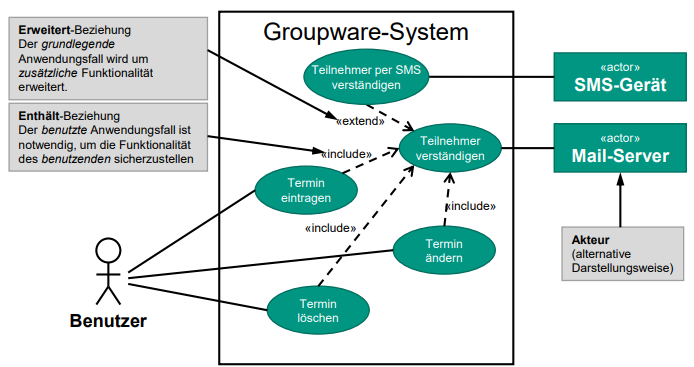 Erweitert-Beziehung
Der grundlegende
Anwendungsfall wird um
zusätzliche Funktionalität
erweitert.
Enthält-Beziehung
Der benutzte Anwendungsfall ist
notwendig, um die Funktionalität
des benutzenden sicherzustellen
Groupware-System
Teilnehmer per SMS
verständigen
«extend»
Teilnehmer
verständigen
«include»
Termin
eintragen
«include»
«include»
Termin
ändern
Termin
löschen
Benutzer
«actor»
SMS-Gerät
«actor»
Mail-Server
Akteur
(alternative
Darstellungsweise)